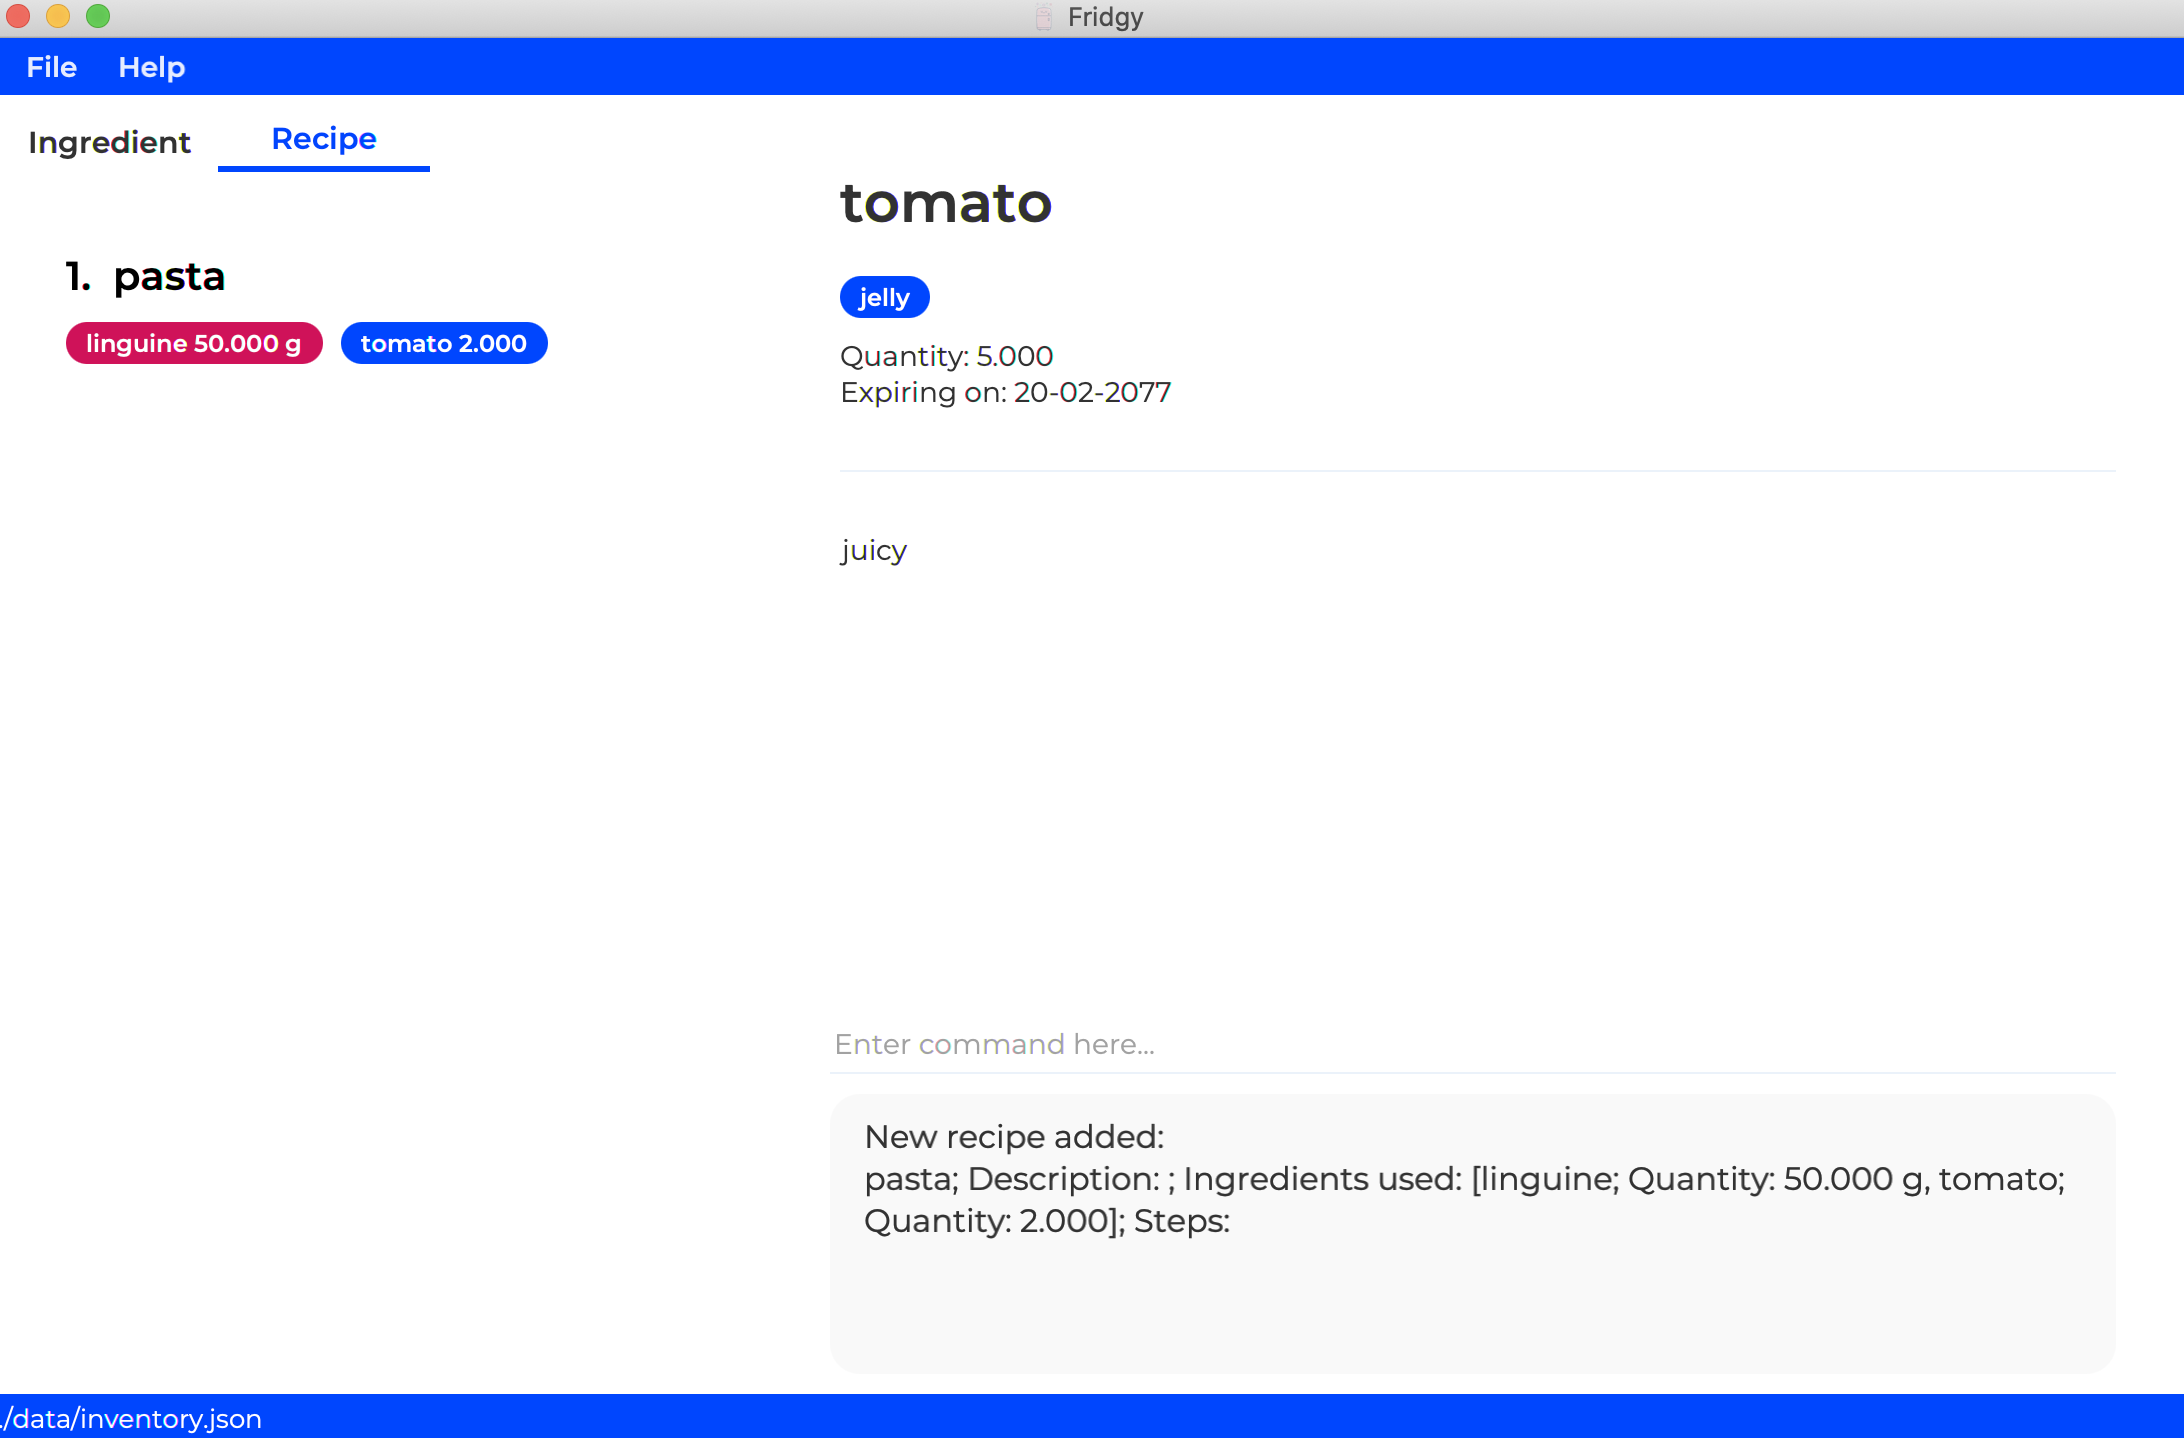 Fridgy
File Help
Ingredient Recipe
1. pasta
linguine 50.000 g tomato 2.000
tomato
jelly
Quantity: 5.000
Expiring on: 20-02-2077
juicy
Enter command here...
New recipe added:
pasta; Description: ; Ingredients used: [linguine; Quantity: 50.000 g, tomato;
Quantity: 2.000]; Steps:
./data/inventory.json